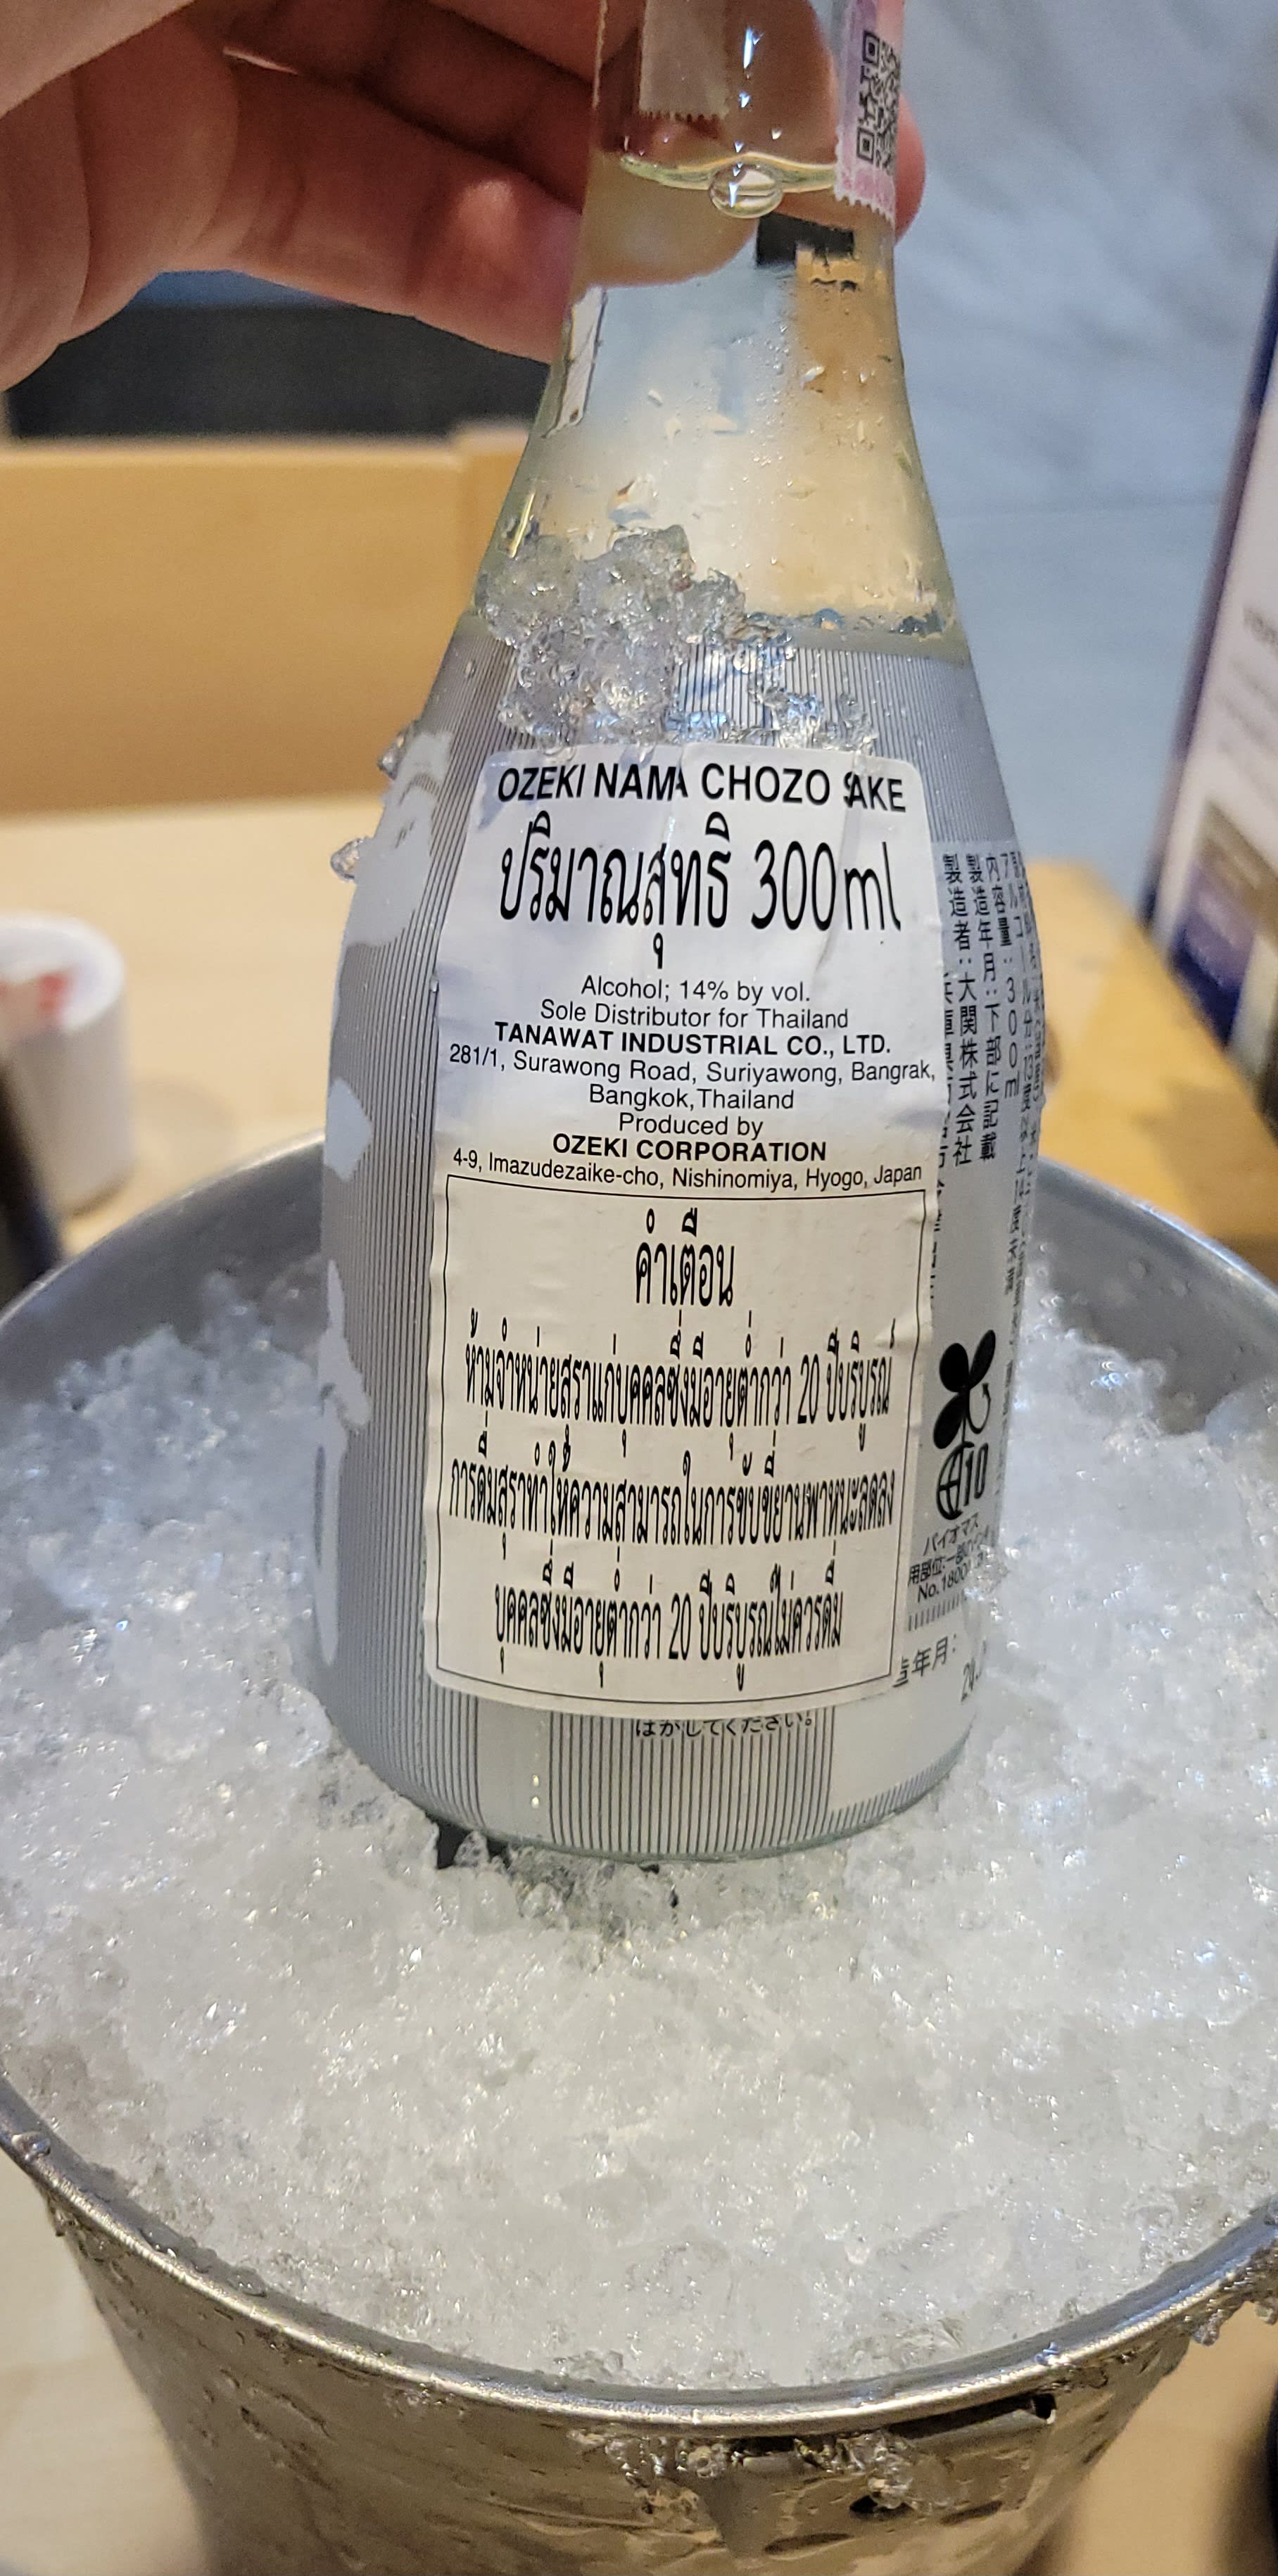 OZEKI NAMA CHOZO SAKE
ปริมาณสุทธิ 300ml
Alcohol; 14% by vol.
Sole Distributor for Thailand
TANAWAT INDUSTRIAL CO., LTD.
281/1, Surawong Road, Suriyawong, Bangrak,
Bangkok,Thailand
Produced by
OZEKI CORPORATION
4-9, Imazudezaike-cho, Nishinomiya, Hyogo, Japan
คำเตือน
ห้ามจำหน่ายสุราแก่บุคคลซึ่งมีอายุต่ำกว่า 20 ปีบริบูรณ์
การดื่มสุราทำให้ความสามารถในการขับขี่ยานพาหนะลดลง
บุคคลซึ่งมีอายุต่ำกว่า 20 ปีบริบูรณ์ไม่ควรดื่ม
はがしてください。
内容量:300ml
製造年月:下部に記載
製造者:大関株式会社
10
バイオマス
造年月: